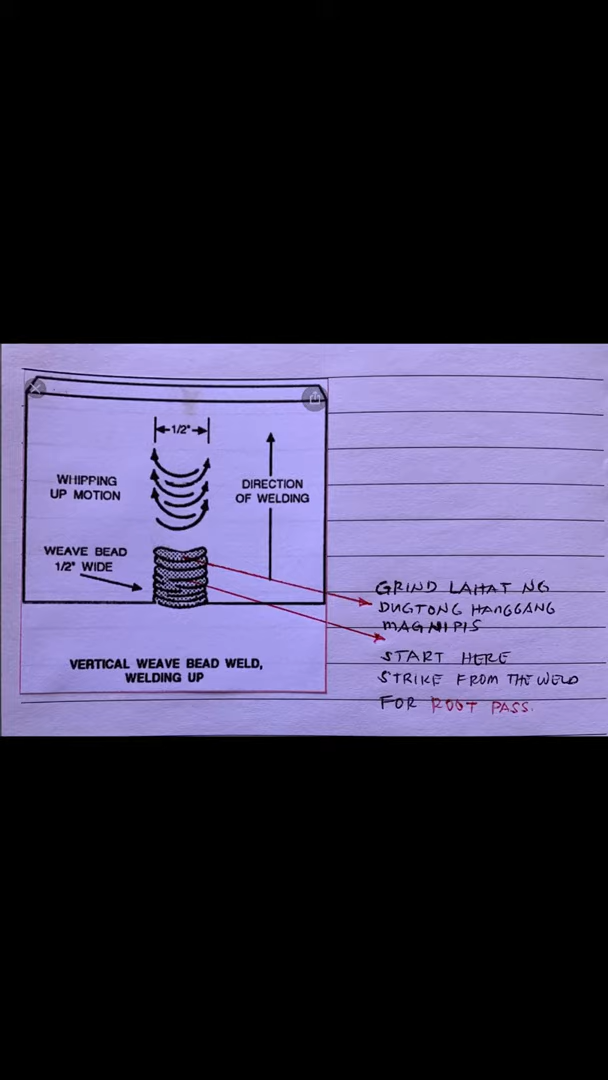 1/2"
WHIPPING
UP MOTION
DIRECTION
OF WELDING
WEAVE BEAD
1/2" WIDE
VERTICAL WEAVE BEAD WELD,
WELDING UP
GRIND LAHAT NG
DUGTONG HANGGANG
MAGNIPIS
START HERE
STRIKE FROM THE WELD
FOR ROOT PASS.